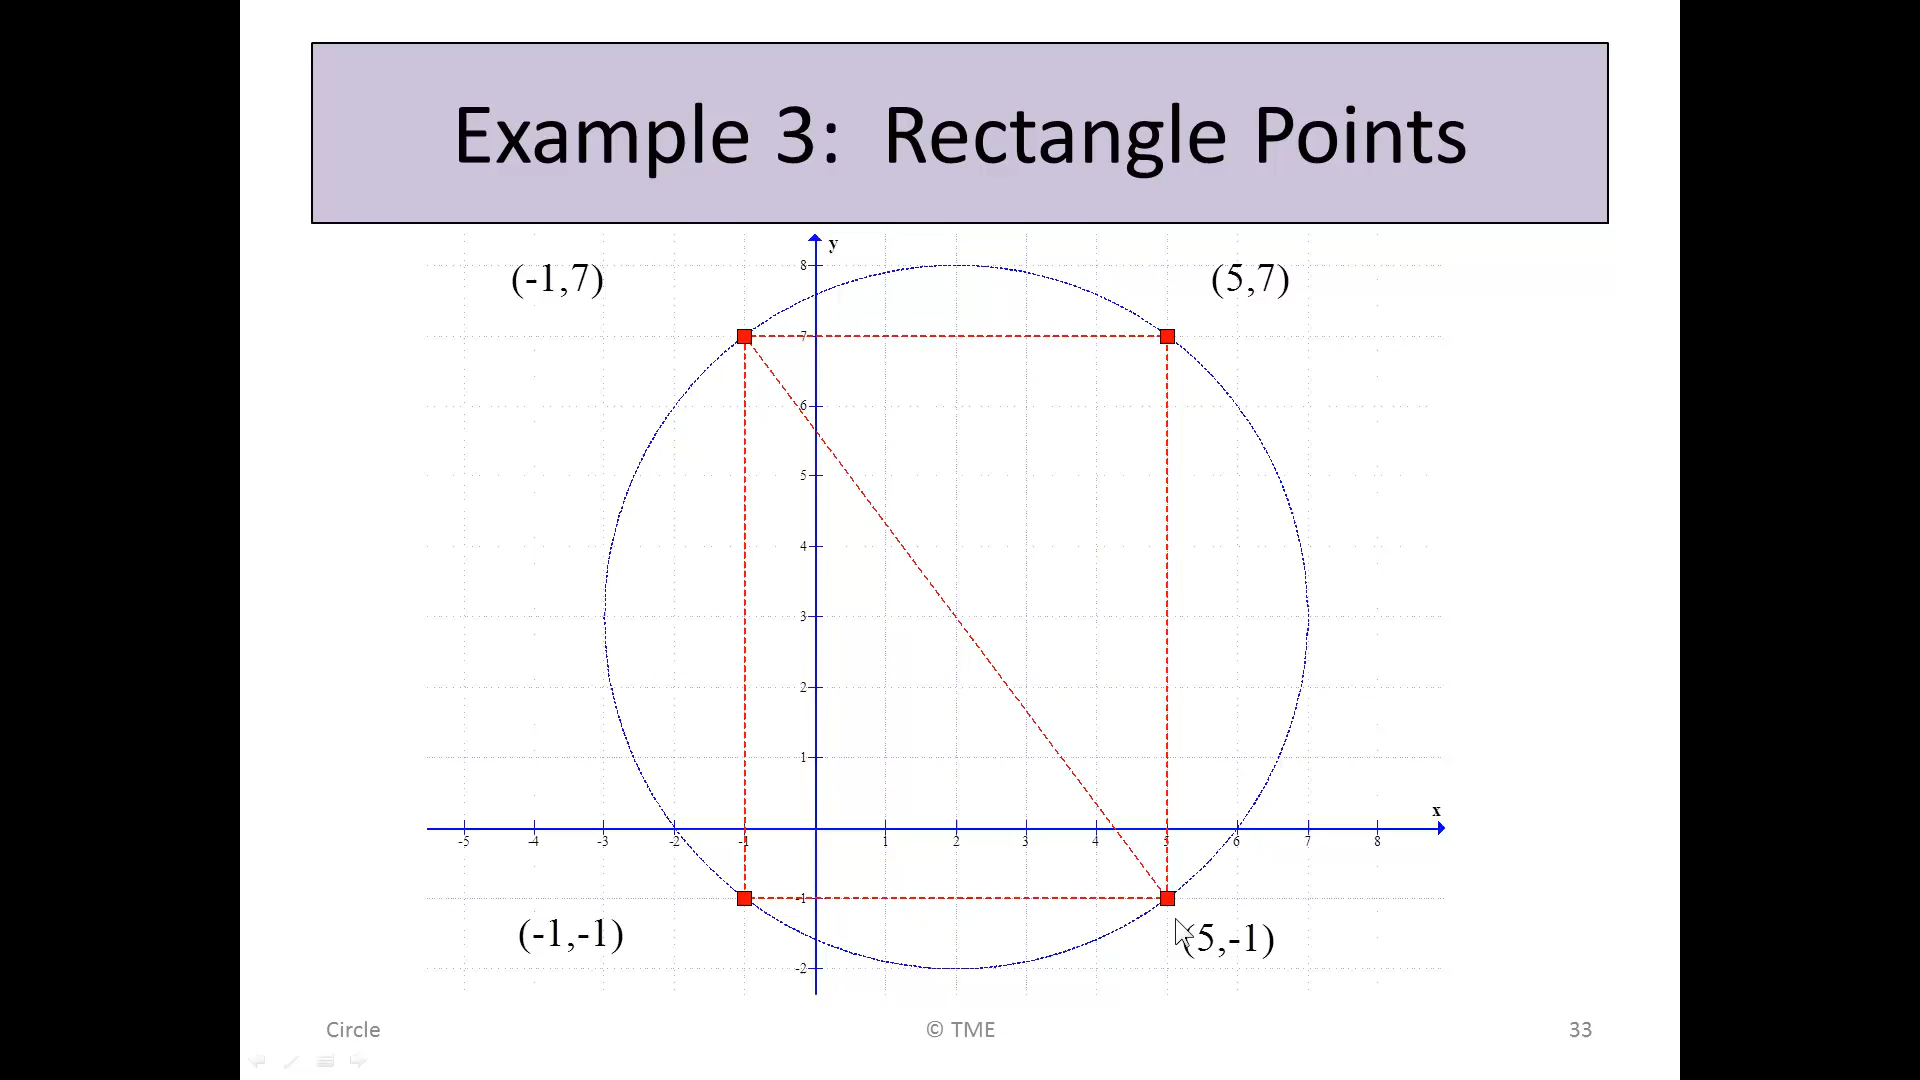 Example 3: Rectangle Points
y
(-1,7)
(5,7)
8
7
6
5
4
3
2
1
x
-5 -4 -3 -2 -1 1 2 3 4 5 6 7 8
-1
(-1,-1)
(5,-1)
-2
Circle
© TME
33